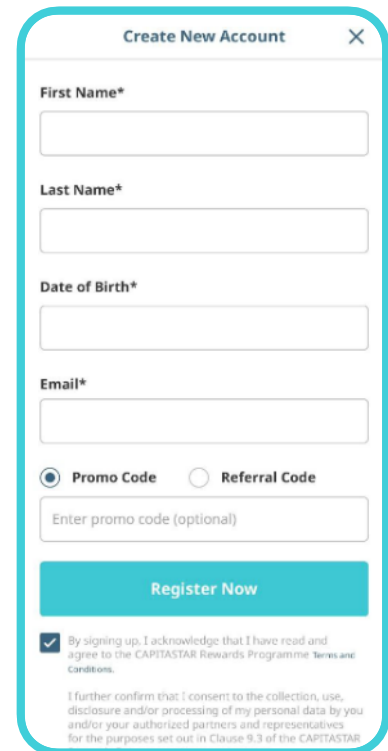 Create New Account
First Name*
Last Name*
Date of Birth*
Email*
Promo Code Referral Code
Enter promo code (optional)
Register Now
By signing up, I acknowledge that I have read and
agree to the CAPITASTAR Rewards Programme Terms and
Conditions.
I further confirm that I consent to the collection, use,
disclosure and/or processing of my personal data by you
and/or your authorized partners and representatives
for the purposes set out in Clause 9.3 of the CAPITASTAR